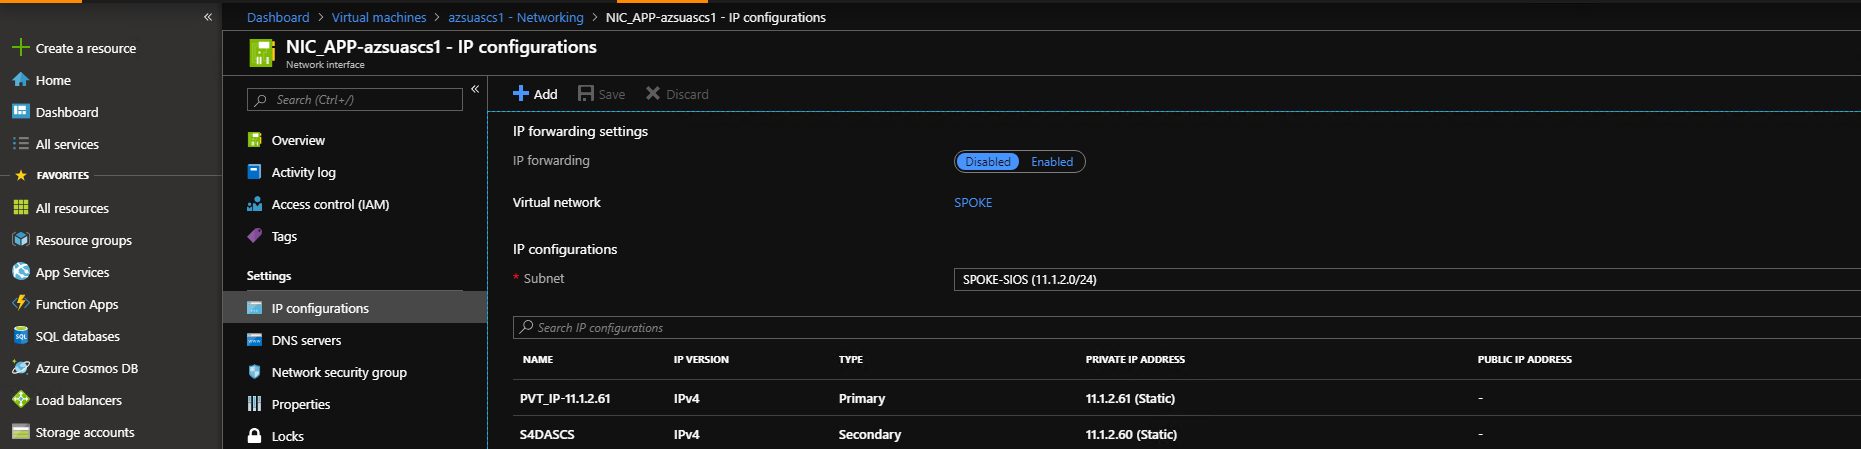 Dashboard > Virtual machines > azsuascs1 - Networking > NIC_APP-azsuascs1 - IP configurations
«
Create a resource
Home
Dashboard
All services
FAVORITES
All resources
Resource groups
App Services
Function Apps
SQL databases
Azure Cosmos DB
Load balancers
Storage accounts
NIC_APP-azsuascs1 - IP configurations
Network interface
Search (Ctrl+/)
«
Overview
Activity log
Access control (IAM)
Tags
Settings
IP configurations
DNS servers
Network security group
Properties
Locks
Add Save Discard
IP forwarding settings
IP forwarding Disabled Enabled
Virtual network SPOKE
IP configurations
* Subnet SPOKE-SIOS (11.1.2.0/24)
Search IP configurations
NAME IP VERSION TYPE PRIVATE IP ADDRESS PUBLIC IP ADDRESS
PVT_IP-11.1.2.61 IPv4 Primary 11.1.2.61 (Static) -
S4DASCS IPv4 Secondary 11.1.2.60 (Static) -